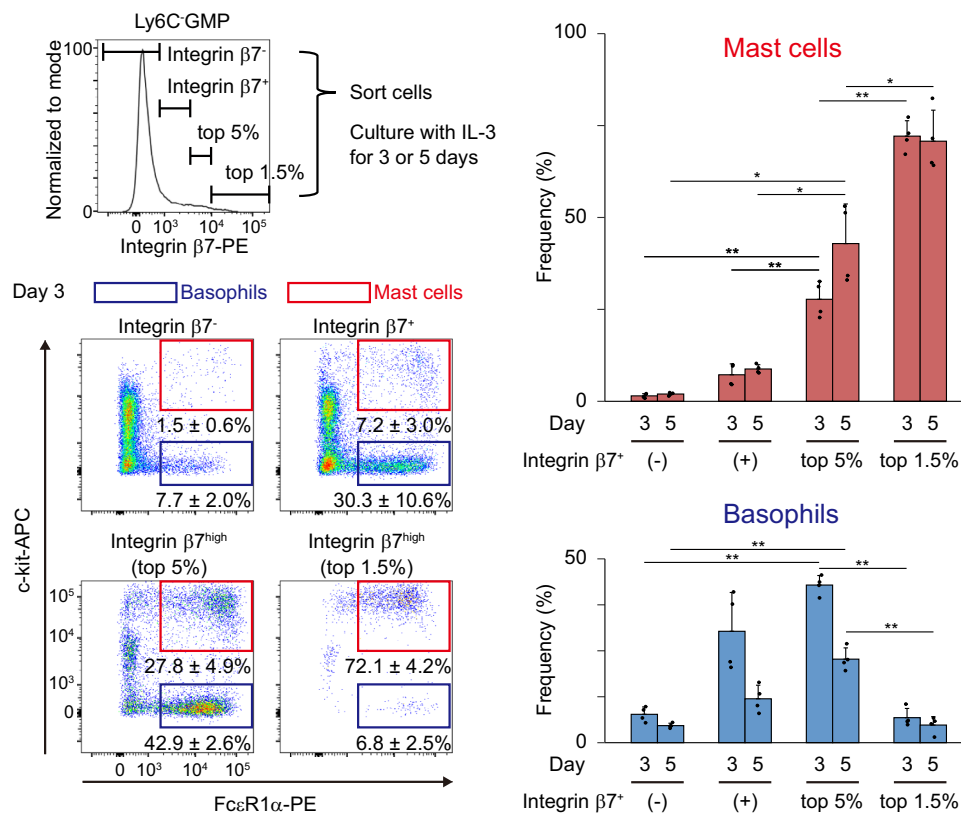 Ly6C⁻GMP
Normalized to mode
100
50
0
Integrin β7⁻
Integrin β7⁺
top 5%
top 1.5%
0 10³ 10⁴ 10⁵
Integrin β7-PE
Sort cells
Culture with IL-3
for 3 or 5 days
Day 3
Basophils
Mast cells
Integrin β7⁻
Integrin β7⁺
1.5 ± 0.6%
7.2 ± 3.0%
7.7 ± 2.0%
30.3 ± 10.6%
Integrin β7ʰⁱᵍʰ
(top 5%)
Integrin β7ʰⁱᵍʰ
(top 1.5%)
c-kit-APC
10⁵
10⁴
10³
0
27.8 ± 4.9%
72.1 ± 4.2%
42.9 ± 2.6%
6.8 ± 2.5%
0 10³ 10⁴ 10⁵
FcεR1α-PE
Mast cells
Frequency (%)
100
50
0
*
**
*
*
**
**
Day 3 5 3 5 3 5 3 5
Integrin β7⁺ (-) (+) top 5% top 1.5%
Basophils
Frequency (%)
50
0
**
**
**
**
Day 3 5 3 5 3 5 3 5
Integrin β7⁺ (-) (+) top 5% top 1.5%